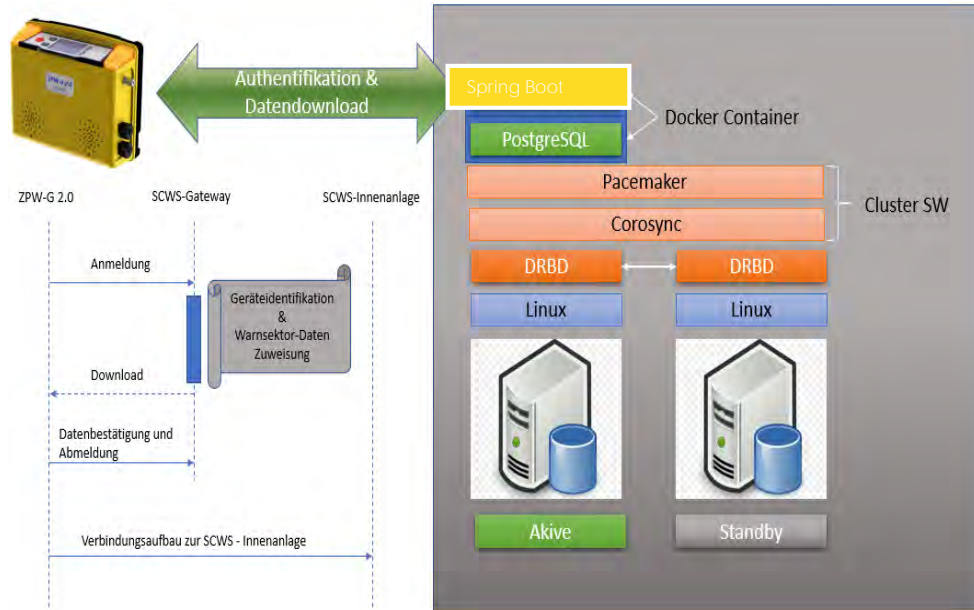 Authentifikation &
Datendownload
ZPW-G 2.0
SCWS-Gateway
SCWS-Innenanlage
Anmeldung
Geräteidentifikation
&
Warnsektor-Daten
Zuweisung
Download
Datenbestätigung und
Abmeldung
Verbindungsaufbau zur SCWS - Innenanlage
Spring Boot
PostgreSQL
Docker Container
Pacemaker
Corosync
Cluster SW
DRBD
DRBD
Linux
Linux
Akive
Standby